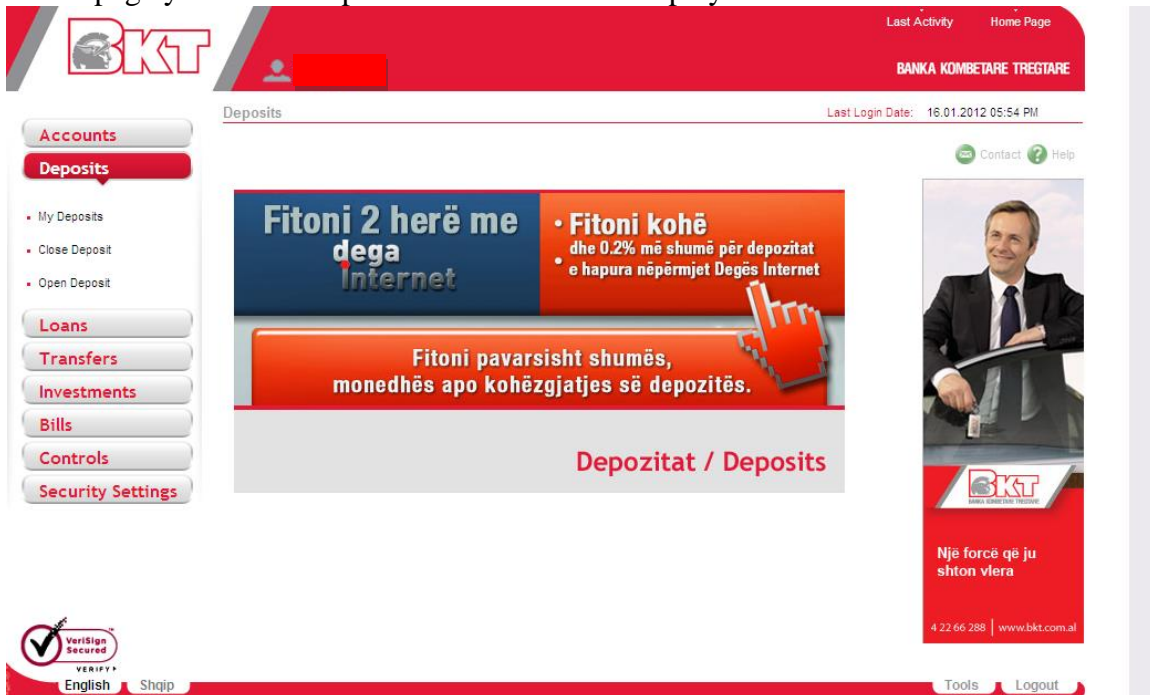 BKT
Last Activity Home Page
BANKA KOMBETARE TREGTARE
Deposits
Last Login Date: 16.01.2012 05:54 PM
Contact Help
Accounts
Deposits
My Deposits
Close Deposit
Open Deposit
Loans
Transfers
Investments
Bills
Controls
Security Settings
Fitoni 2 herë me
dega
internet
• Fitoni kohë
dhe 0.2% më shumë për depozitat
• e hapura nëpërmjet Degës Internet
Fitoni pavarsisht shumës,
monedhës apo kohëzgjatjes së depozitës.
Depozitat / Deposits
BKT
BANKA KOMBETARE TREGTARE
Një forcë që ju
shton vlera
4 22 66 288 | www.bkt.com.al
VeriSign
Secured
VERIFY
English Shqip
Tools Logout